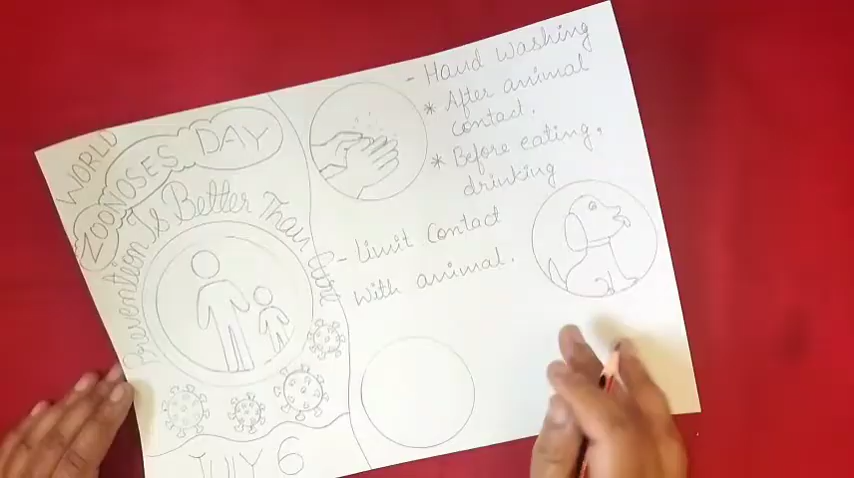 WORLD
ZOONOSES DAY
Prevention Is Better Than Cure
JULY 6
- Hand Washing
* After animal
contact.
* Before eating,
drinking
- Limit Contact
with animal.